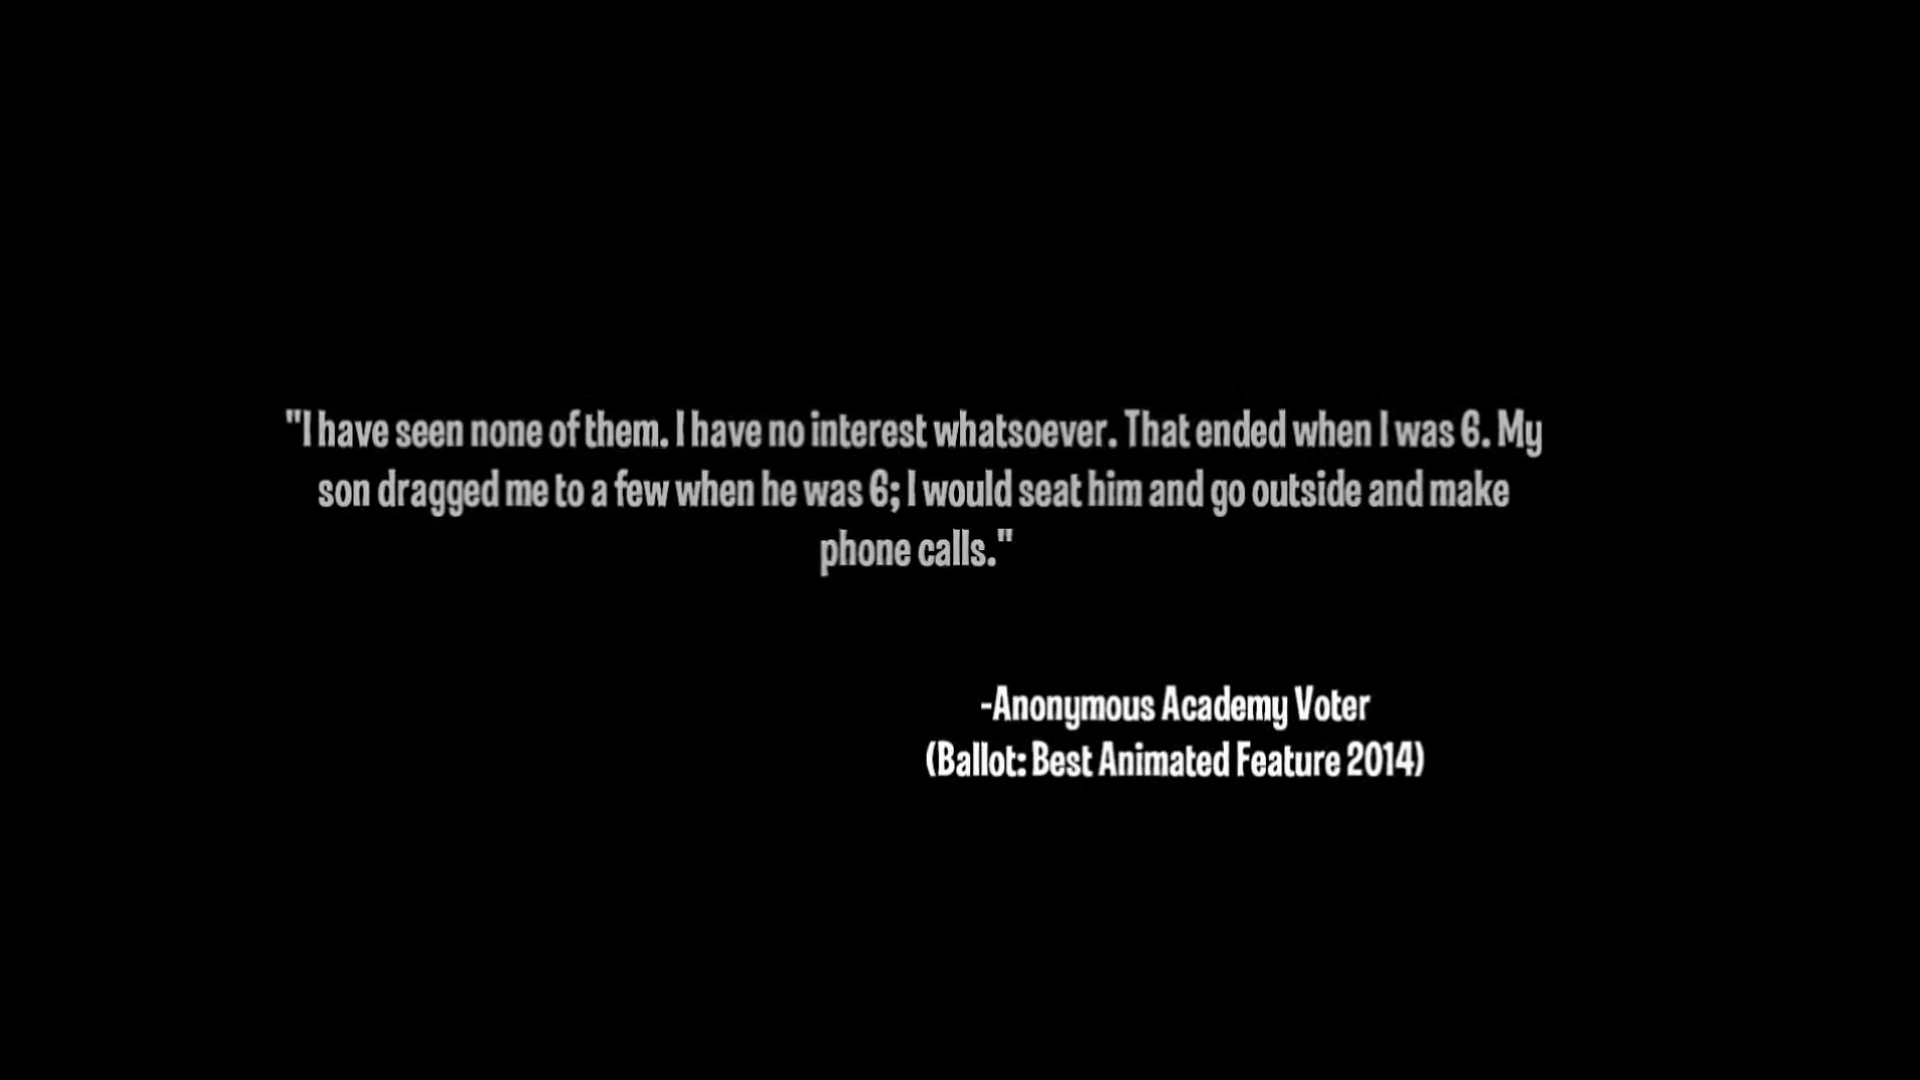 "I have seen none of them. I have no interest whatsoever. That ended when I was 6. My
son dragged me to a few when he was 6; I would seat him and go outside and make
phone calls."
-Anonymous Academy Voter
(Ballot: Best Animated Feature 2014)